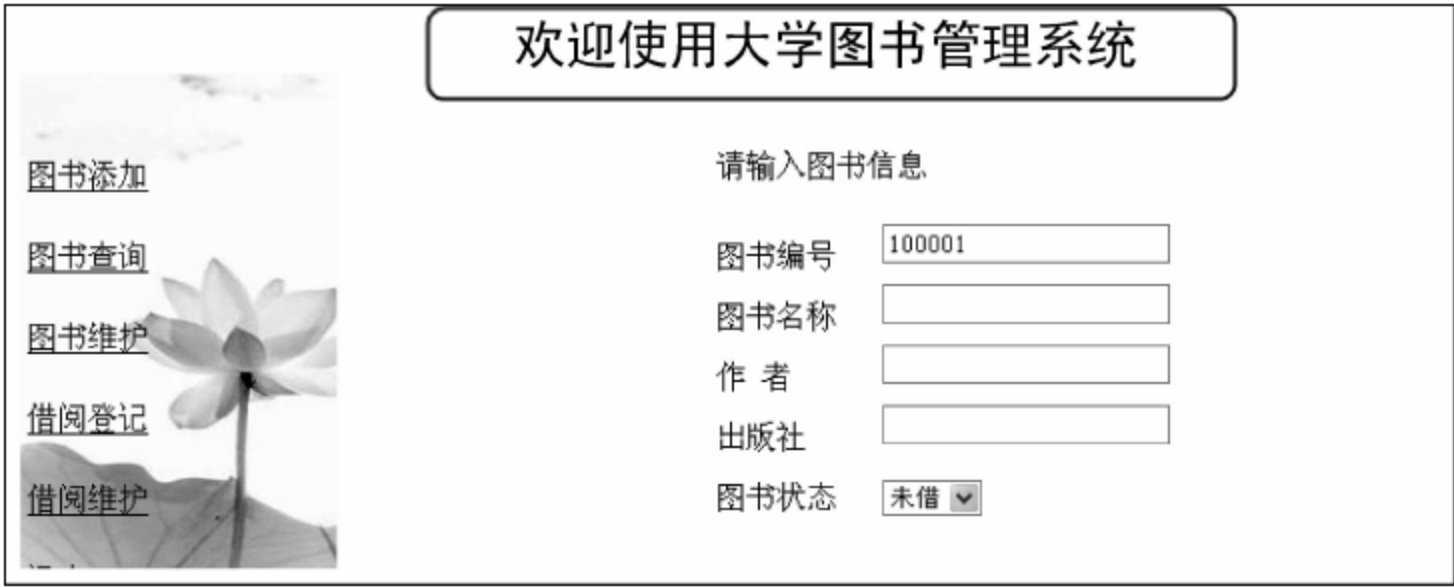 欢迎使用大学图书管理系统
图书添加
图书查询
图书维护
借阅登记
借阅维护
请输入图书信息
图书编号 100001
图书名称
作 者
出版社
图书状态 未借